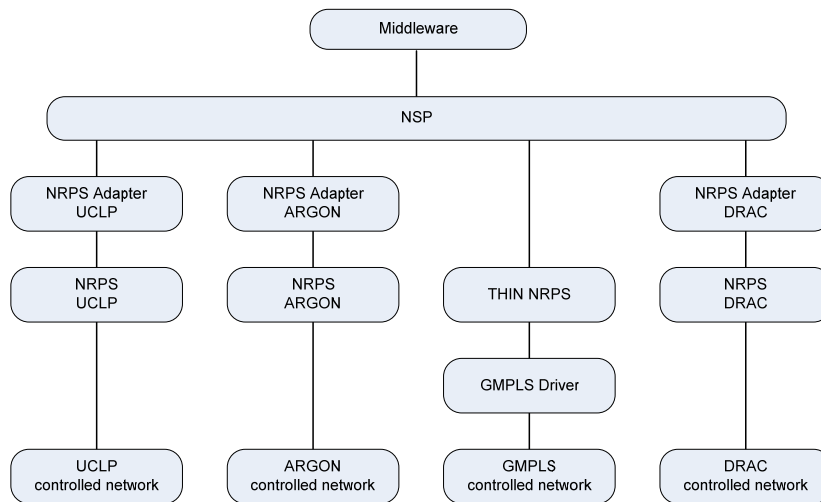 Middleware
NSP
NRPS Adapter
UCLP
NRPS Adapter
ARGON
NRPS Adapter
DRAC
NRPS
UCLP
NRPS
ARGON
THIN NRPS
NRPS
DRAC
GMPLS Driver
UCLP
controlled network
ARGON
controlled network
GMPLS
controlled network
DRAC
controlled network